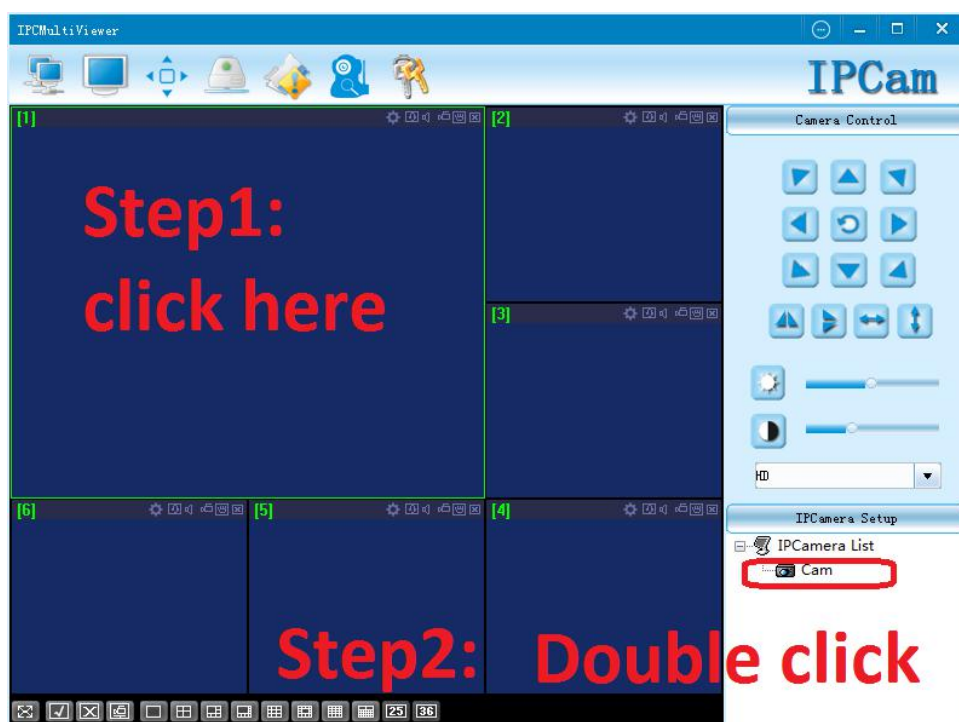 IPCMultiViewer
IPCam
[1]
[2]
Camera Control
Step1:
click here
[3]
HD
[6]
[5]
[4]
IPCamera Setup
IPCamera List
Cam
Step2: Double click
25 36